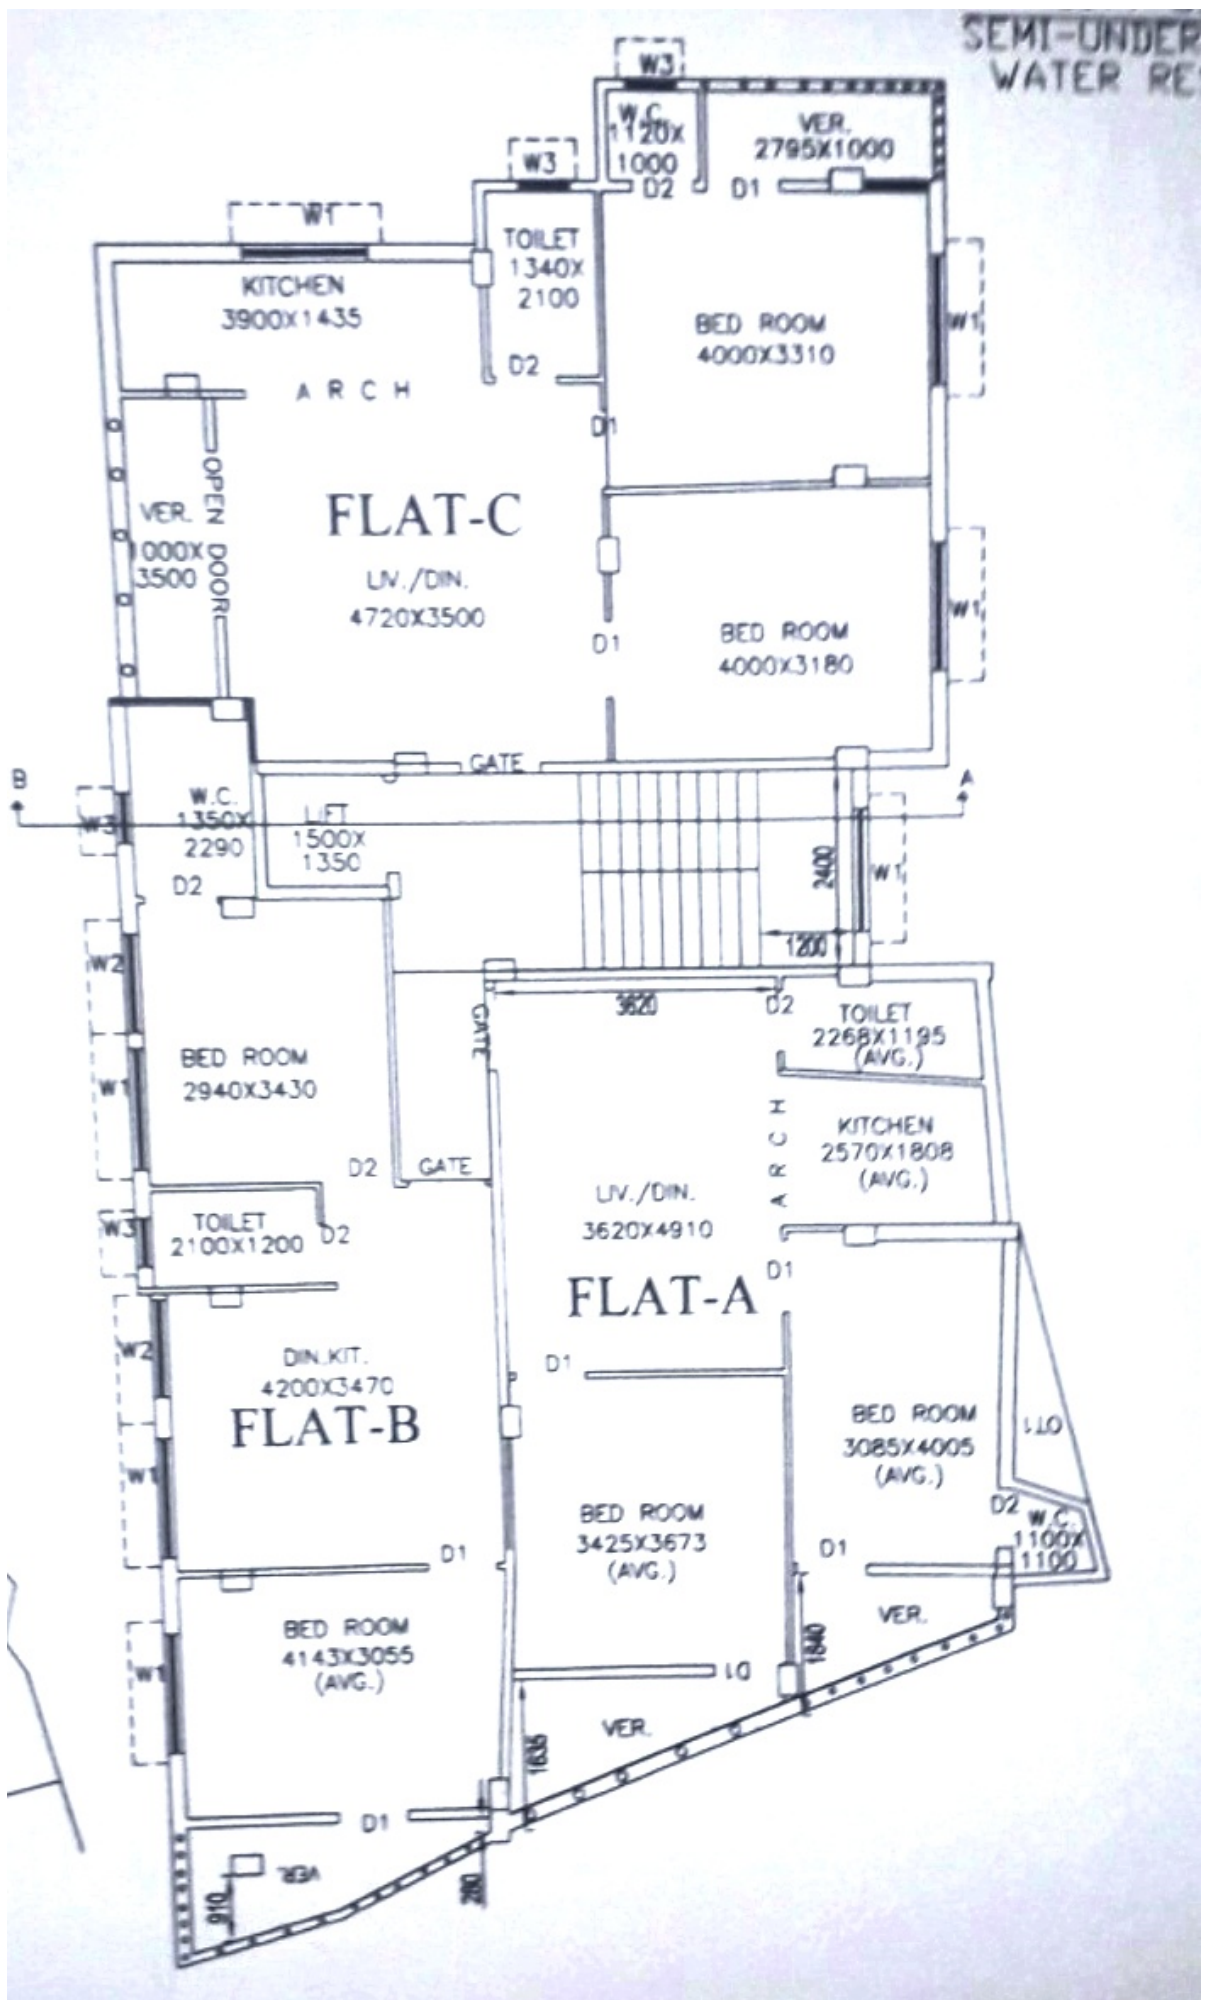 SEMI-UNDER
WATER RE
W3
W.C.
1120X
1000
VER.
2795X1000
W3
D2
D1
W1
TOILET
1340X
2100
KITCHEN
3900X1435
BED ROOM
4000X3310
W1
D2
A R C H
D1
OPEN DOOR
FLAT-C
VER.
1000X
3500
LIV./DIN.
4720X3500
W1
D1
BED ROOM
4000X3180
GATE
B
A
W.C.
1350X
2290
W3
LIFT
1500X
1350
2400
W1
D2
1200
W2
3620
D2
TOILET
2268X1195
(AVG.)
GATE
BED ROOM
2940X3430
W1
A R C H
KITCHEN
2570X1808
(AVG.)
D2
GATE
LIV./DIN.
3620X4910
TOILET
2100X1200
W3
D2
D1
FLAT-A
W2
DIN.KIT.
4200X3470
D1
FLAT-B
BED ROOM
3085X4005
(AVG.)
OT1
W1
BED ROOM
3425X3673
(AVG.)
D2
W.C.
1100X
1100
D1
D1
VER.
BED ROOM
4143X3055
(AVG.)
1840
W1
D1
VER.
1635
D1
VER.
910
280